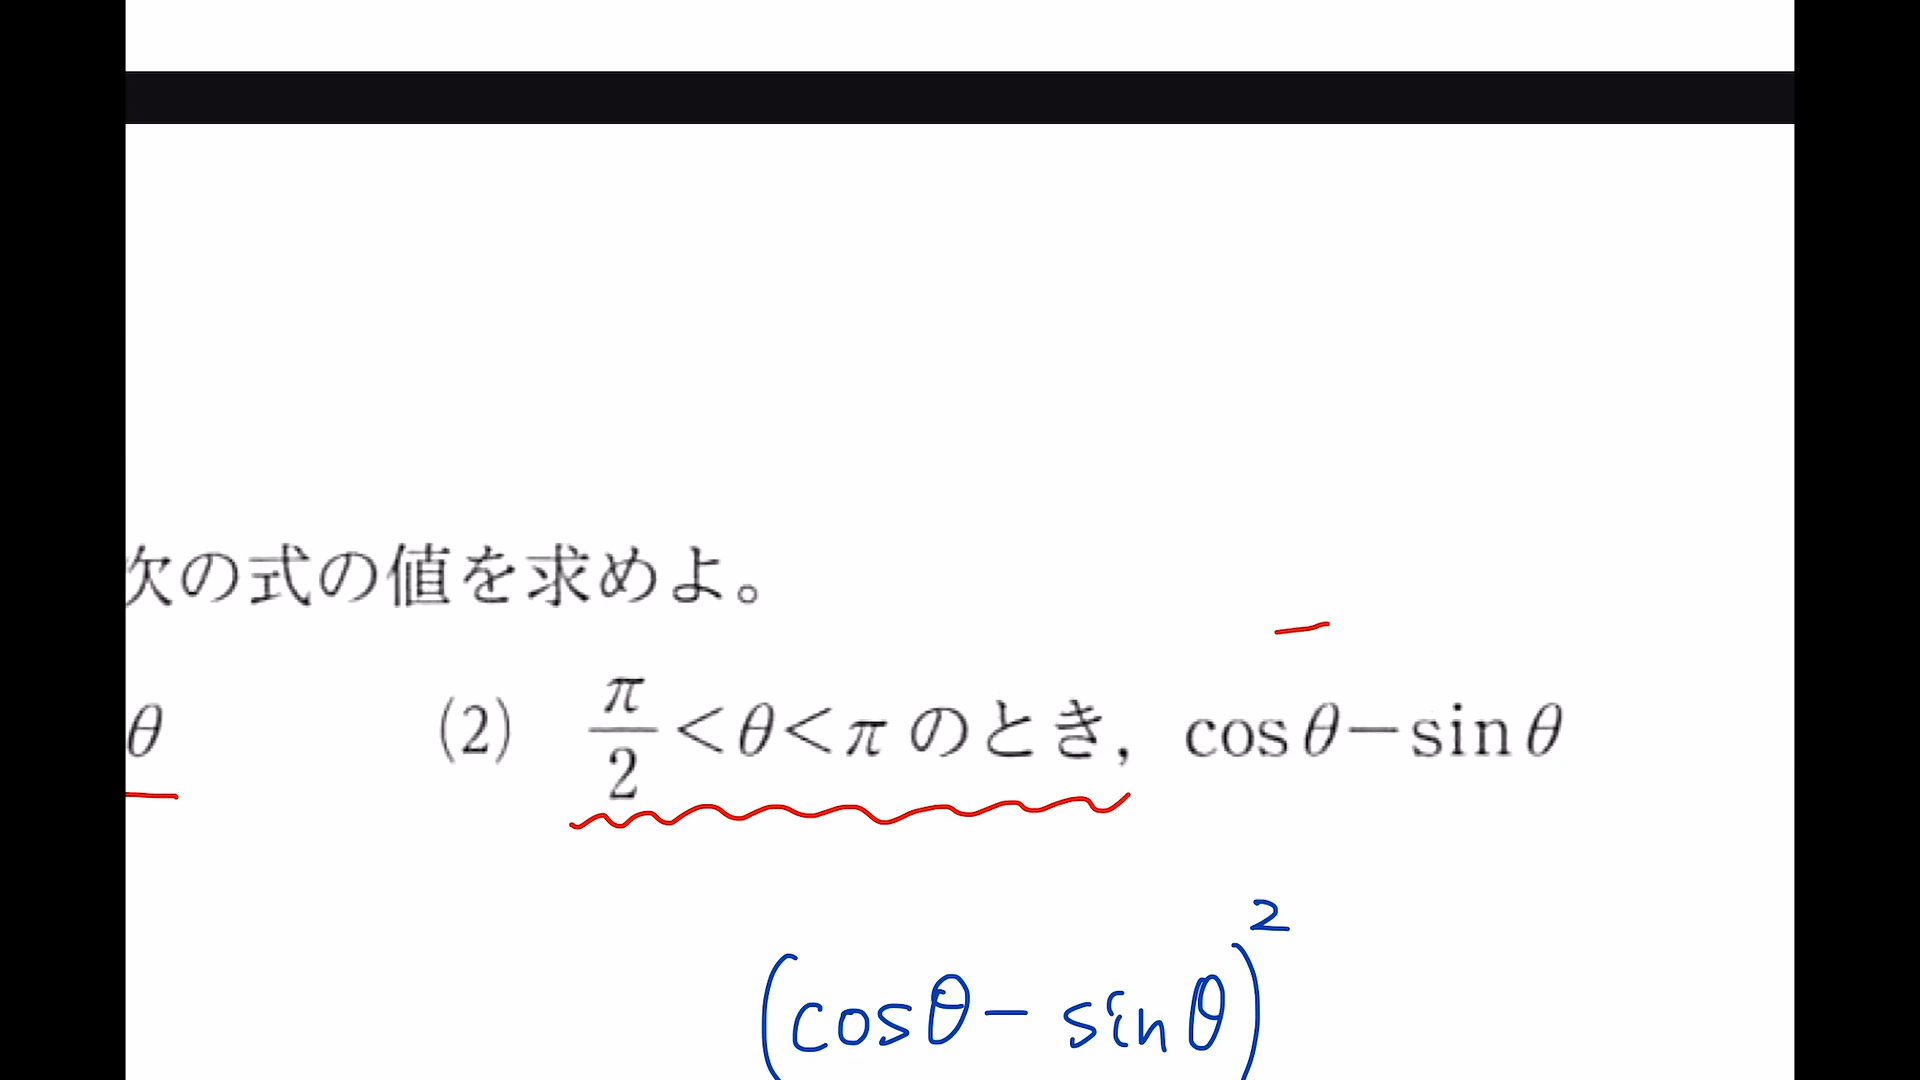 次の式の値を求めよ。
θ (2) π/2<θ<πのとき, cosθ−sinθ
(cosθ− sinθ)²